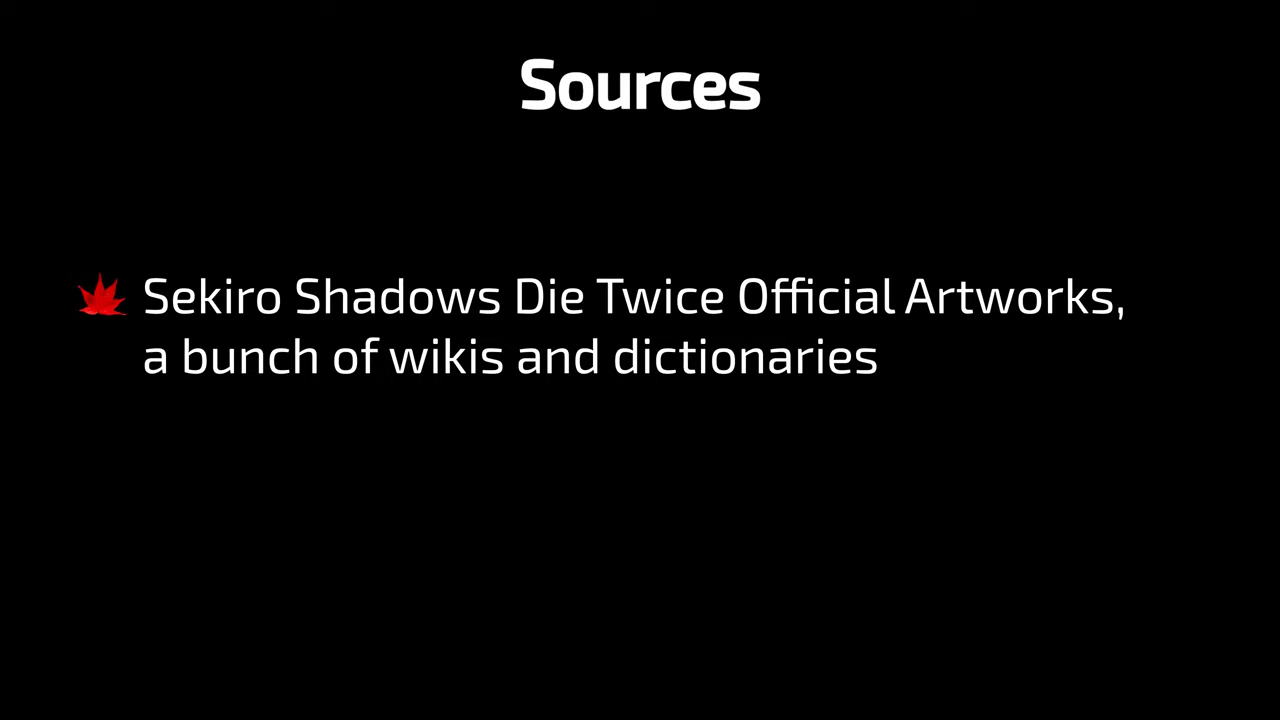 Sources
Sekiro Shadows Die Twice Official Artworks,
a bunch of wikis and dictionaries